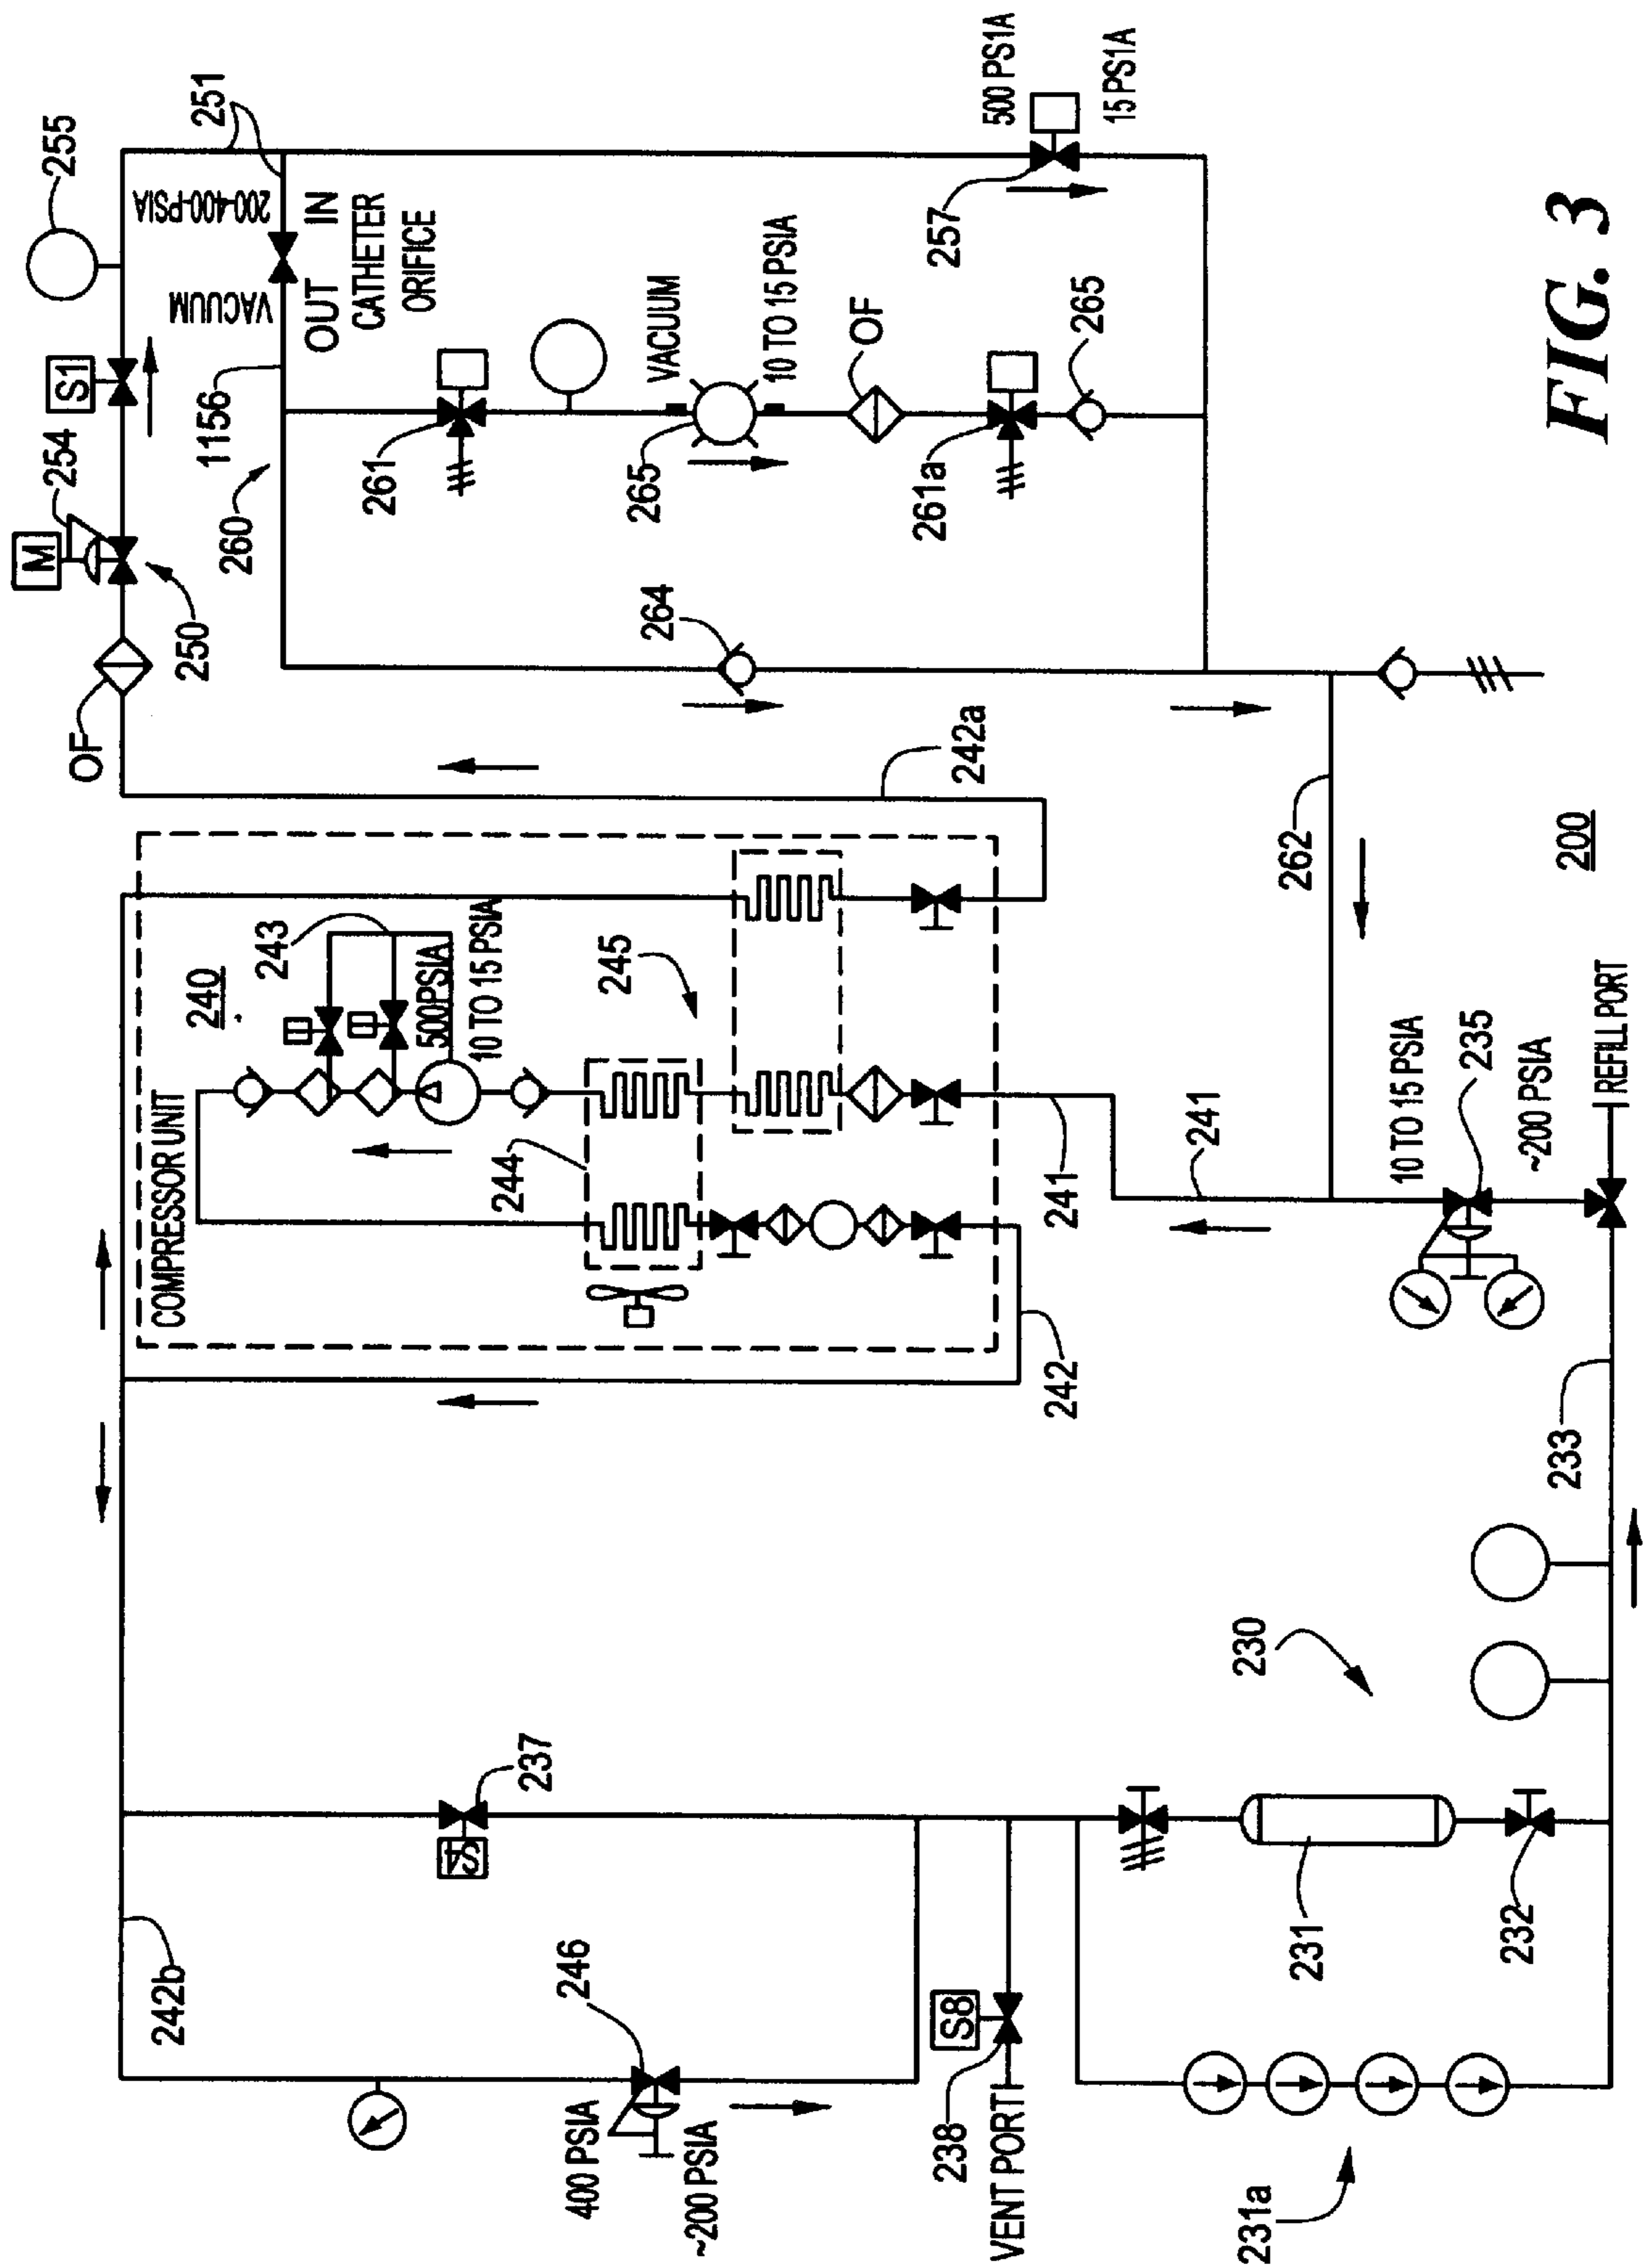 M
S1
254
255
OF
242b
COMPRESSOR UNIT
240
250
260
1156
VACUUM
200-400-PSIA
251
OUT IN
CATHETER
ORIFICE
243
261
500PSIA
10 TO 15 PSIA
S4
237
244
245
264
265
VACUUM
10 TO 15 PSIA
OF
400 PSIA
~200 PSIA
246
261a
257
S8
238
VENT PORT
242a
500 PS1A
15 PS1A
242
241
265
241
231a
230
231
262
10 TO 15 PSIA
235
~200 PSIA
232
233
REFILL PORT
200
FIG. 3